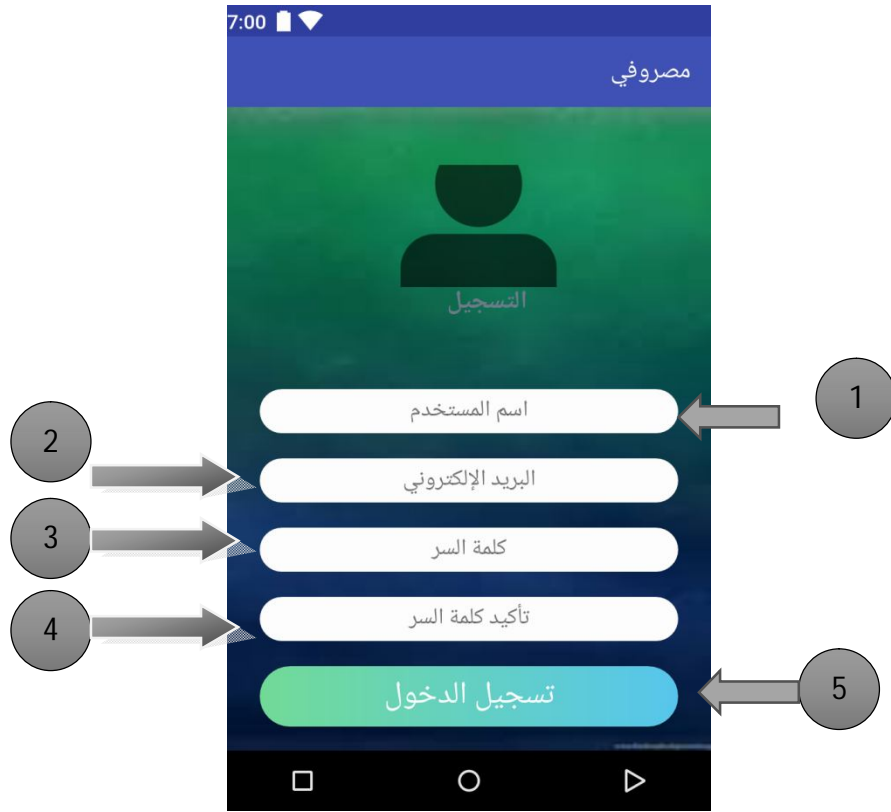 7:00
مصروفي
التسجيل
1
اسم المستخدم
2
البريد الإلكتروني
3
كلمة السر
4
تأكيد كلمة السر
5
تسجيل الدخول